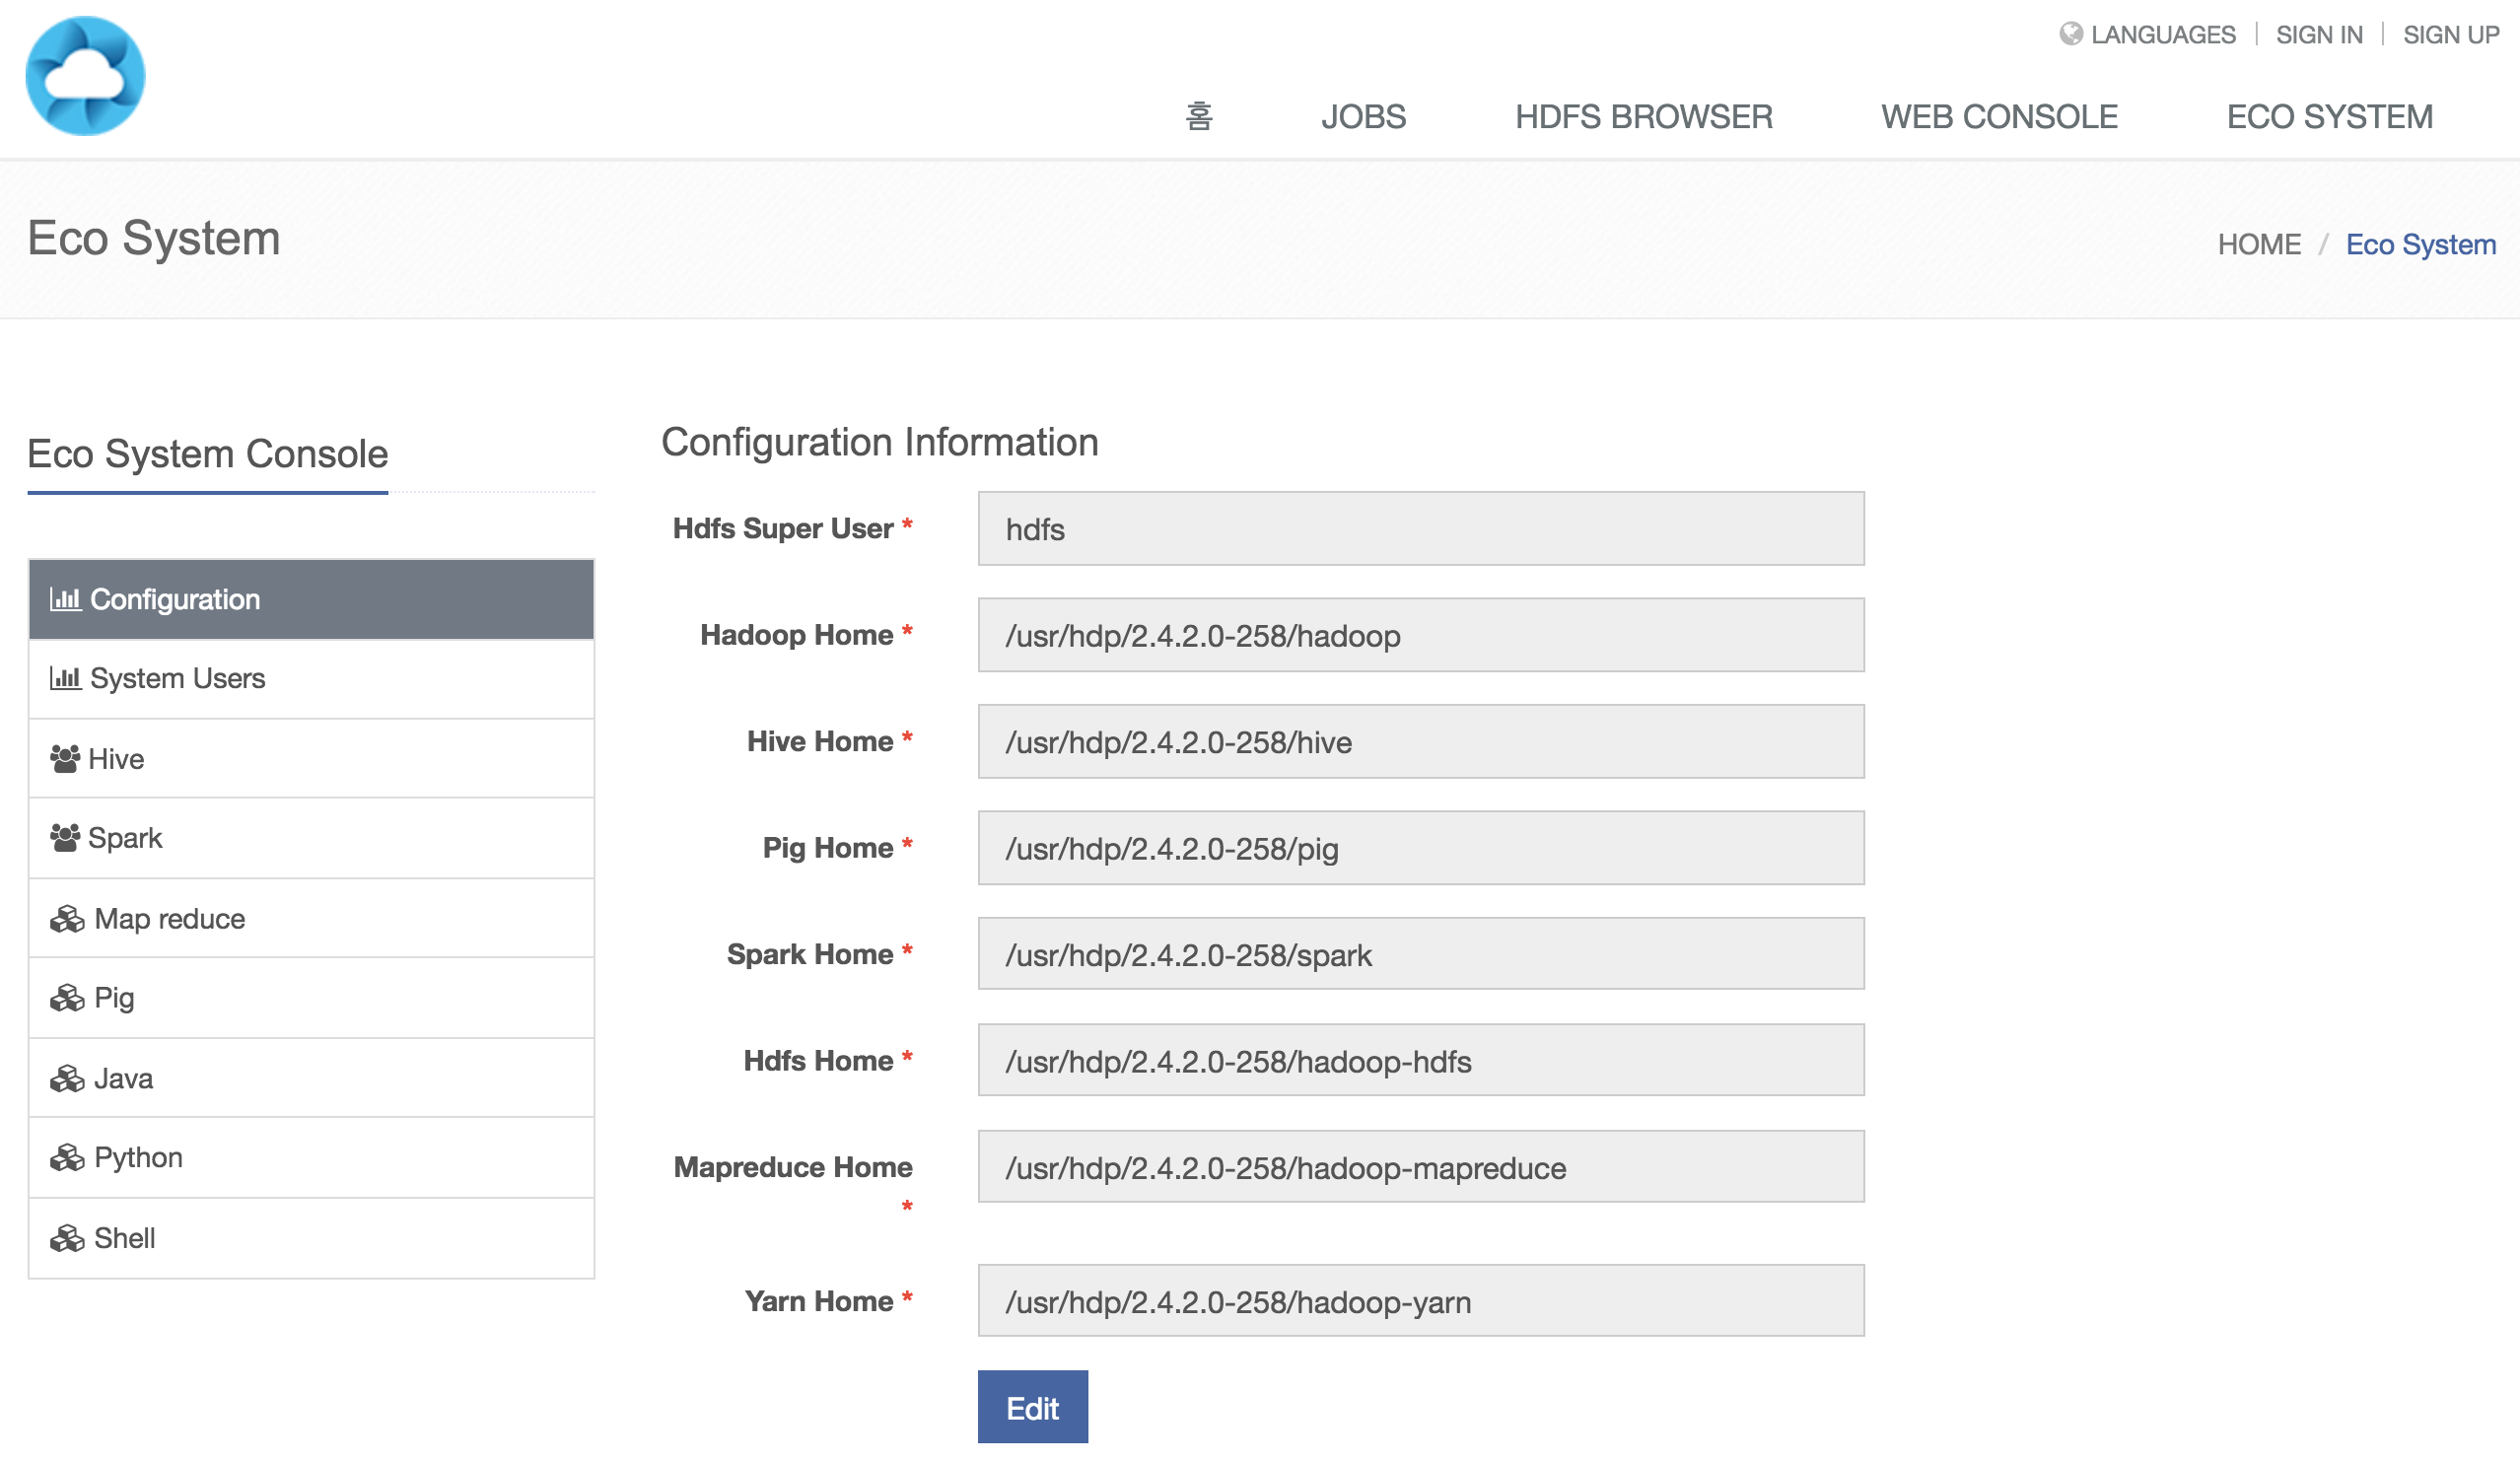 LANGUAGES | SIGN IN | SIGN UP
홈 JOBS HDFS BROWSER WEB CONSOLE ECO SYSTEM
Eco System
HOME / Eco System
Eco System Console
Configuration
System Users
Hive
Spark
Map reduce
Pig
Java
Python
Shell
Configuration Information
Hdfs Super User * hdfs
Hadoop Home * /usr/hdp/2.4.2.0-258/hadoop
Hive Home * /usr/hdp/2.4.2.0-258/hive
Pig Home * /usr/hdp/2.4.2.0-258/pig
Spark Home * /usr/hdp/2.4.2.0-258/spark
Hdfs Home * /usr/hdp/2.4.2.0-258/hadoop-hdfs
Mapreduce Home * /usr/hdp/2.4.2.0-258/hadoop-mapreduce
Yarn Home * /usr/hdp/2.4.2.0-258/hadoop-yarn
Edit